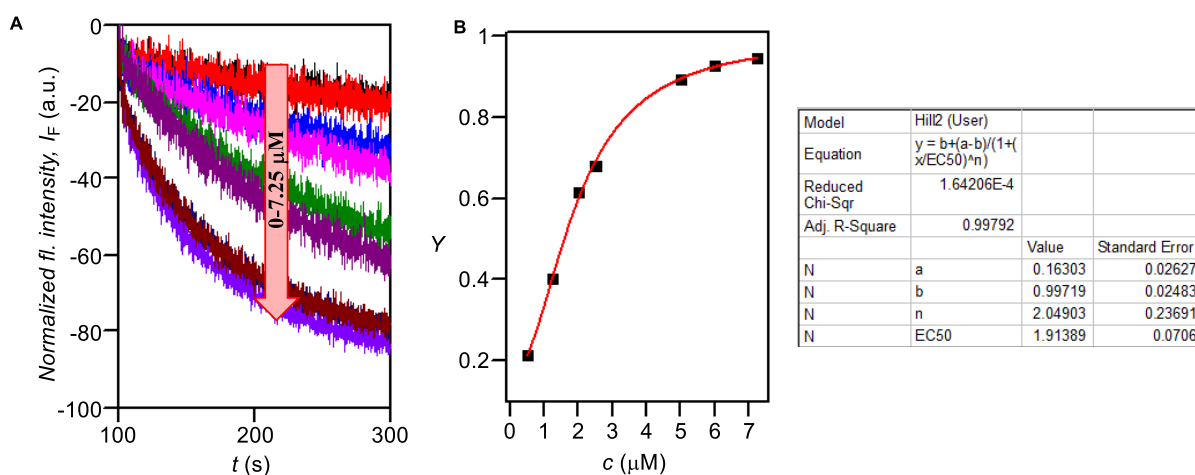 A
Normalized fl. intensity, I_F (a.u.)
0
-20
-40
-60
-80
-100
100
200
300
t (s)
0-7.25 μM
B
Y
1
0.8
0.6
0.4
0.2
0 1 2 3 4 5 6 7
c (μM)
Model Hill2 (User)
Equation y = b+(a-b)/(1+(
x/EC50)^n)
Reduced 1.64206E-4
Chi-Sqr
Adj. R-Square 0.99792
Value Standard Error
N a 0.16303 0.02627
N b 0.99719 0.02483
N n 2.04903 0.23691
N EC50 1.91389 0.0706